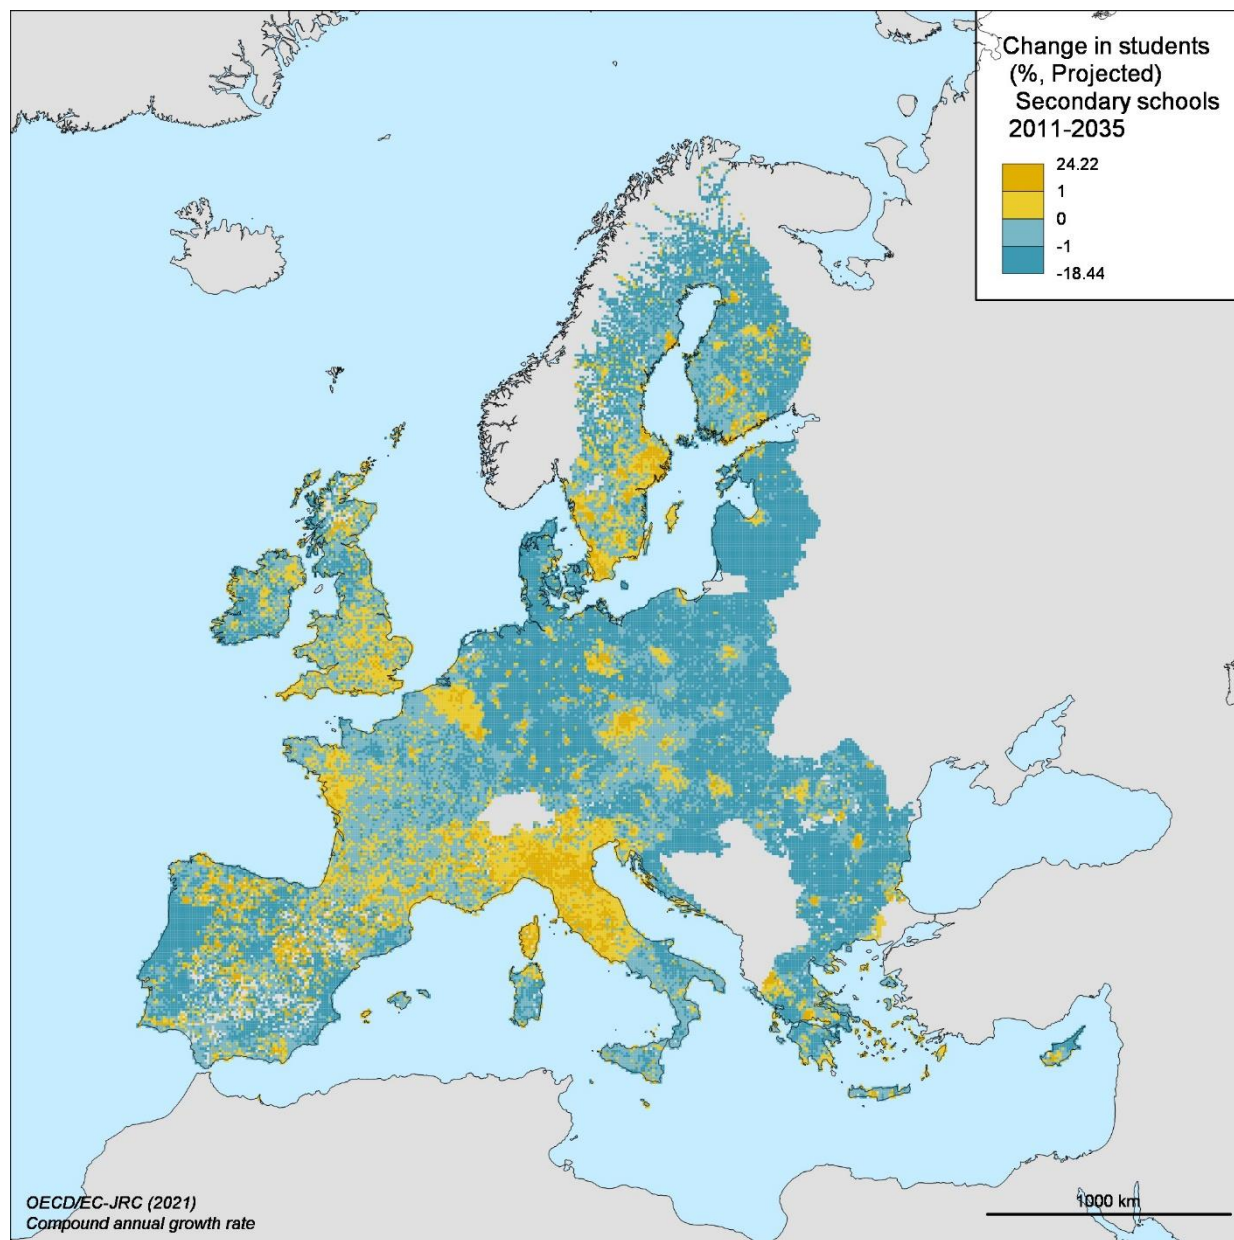 Change in students
(%, Projected)
Secondary schools
2011-2035
24.22
1
0
-1
-18.44
OECD/EC-JRC (2021)
Compound annual growth rate
1000 km